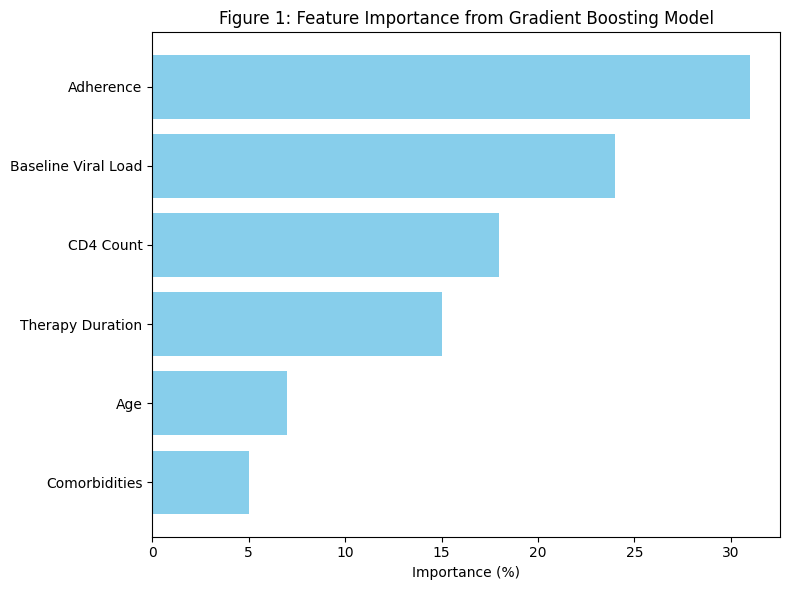 Figure 1: Feature Importance from Gradient Boosting Model
Adherence
Baseline Viral Load
CD4 Count
Therapy Duration
Age
Comorbidities
0 5 10 15 20 25 30
Importance (%)